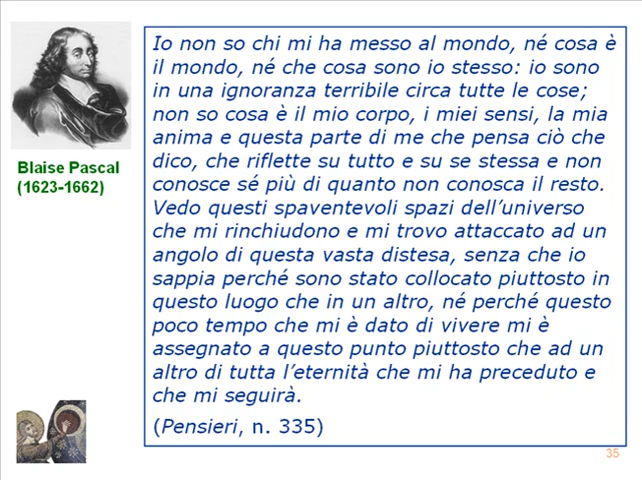 Io non so chi mi ha messo al mondo, né cosa è
il mondo, né che cosa sono io stesso: io sono
in una ignoranza terribile circa tutte le cose;
non so cosa è il mio corpo, i miei sensi, la mia
anima e questa parte di me che pensa ciò che
dico, che riflette su tutto e su se stessa e non
conosce sé più di quanto non conosca il resto.
Vedo questi spaventevoli spazi dell'universo
che mi rinchiudono e mi trovo attaccato ad un
angolo di questa vasta distesa, senza che io
sappia perché sono stato collocato piuttosto in
questo luogo che in un altro, né perché questo
poco tempo che mi è dato di vivere mi è
assegnato a questo punto piuttosto che ad un
altro di tutta l'eternità che mi ha preceduto e
che mi seguirà.
(Pensieri, n. 335)
Blaise Pascal
(1623-1662)
35